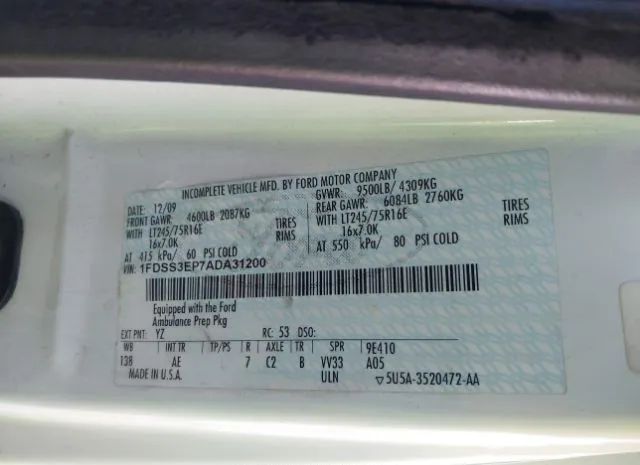 INCOMPLETE VEHICLE MFD. BY FORD MOTOR COMPANY
DATE: 12/09 GVWR: 9500LB/ 4309KG
FRONT GAWR: 4600LB 2087KG REAR GAWR: 6084LB 2760KG
WITH LT245/75R16E TIRES WITH LT245/75R16E TIRES
16x7.0K RIMS 16x7.0K RIMS
AT 415 kPa/ 60 PSI COLD AT 550 kPa/ 80 PSI COLD
VIN: 1FDSS3EP7ADA31200
Equipped with the Ford
Ambulance Prep Pkg
EXT PNT: YZ RC: 53 DSO:
WB INT TR TP/PS R AXLE TR SPR 9E410
138 AE 7 C2 B VV33 A05
MADE IN U.S.A. ULN ▽5U5A-3520472-AA